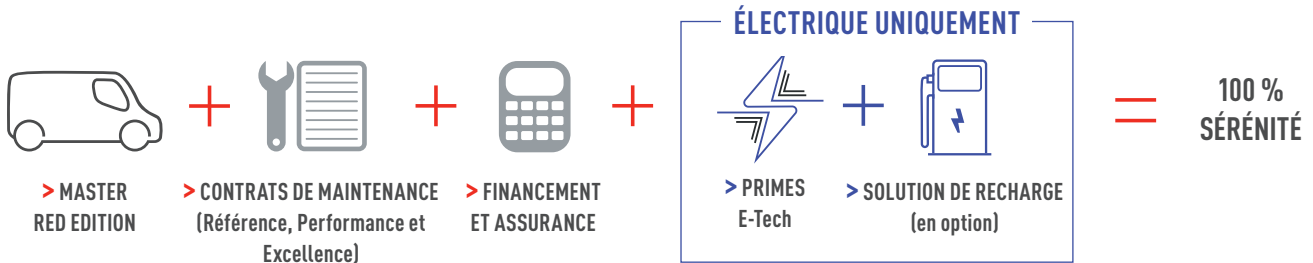 ÉLECTRIQUE UNIQUEMENT
100 %
SÉRÉNITÉ
> MASTER
RED EDITION
> CONTRATS DE MAINTENANCE
(Référence, Performance et
Excellence)
> FINANCEMENT
ET ASSURANCE
> PRIMES
E-Tech
> SOLUTION DE RECHARGE
(en option)